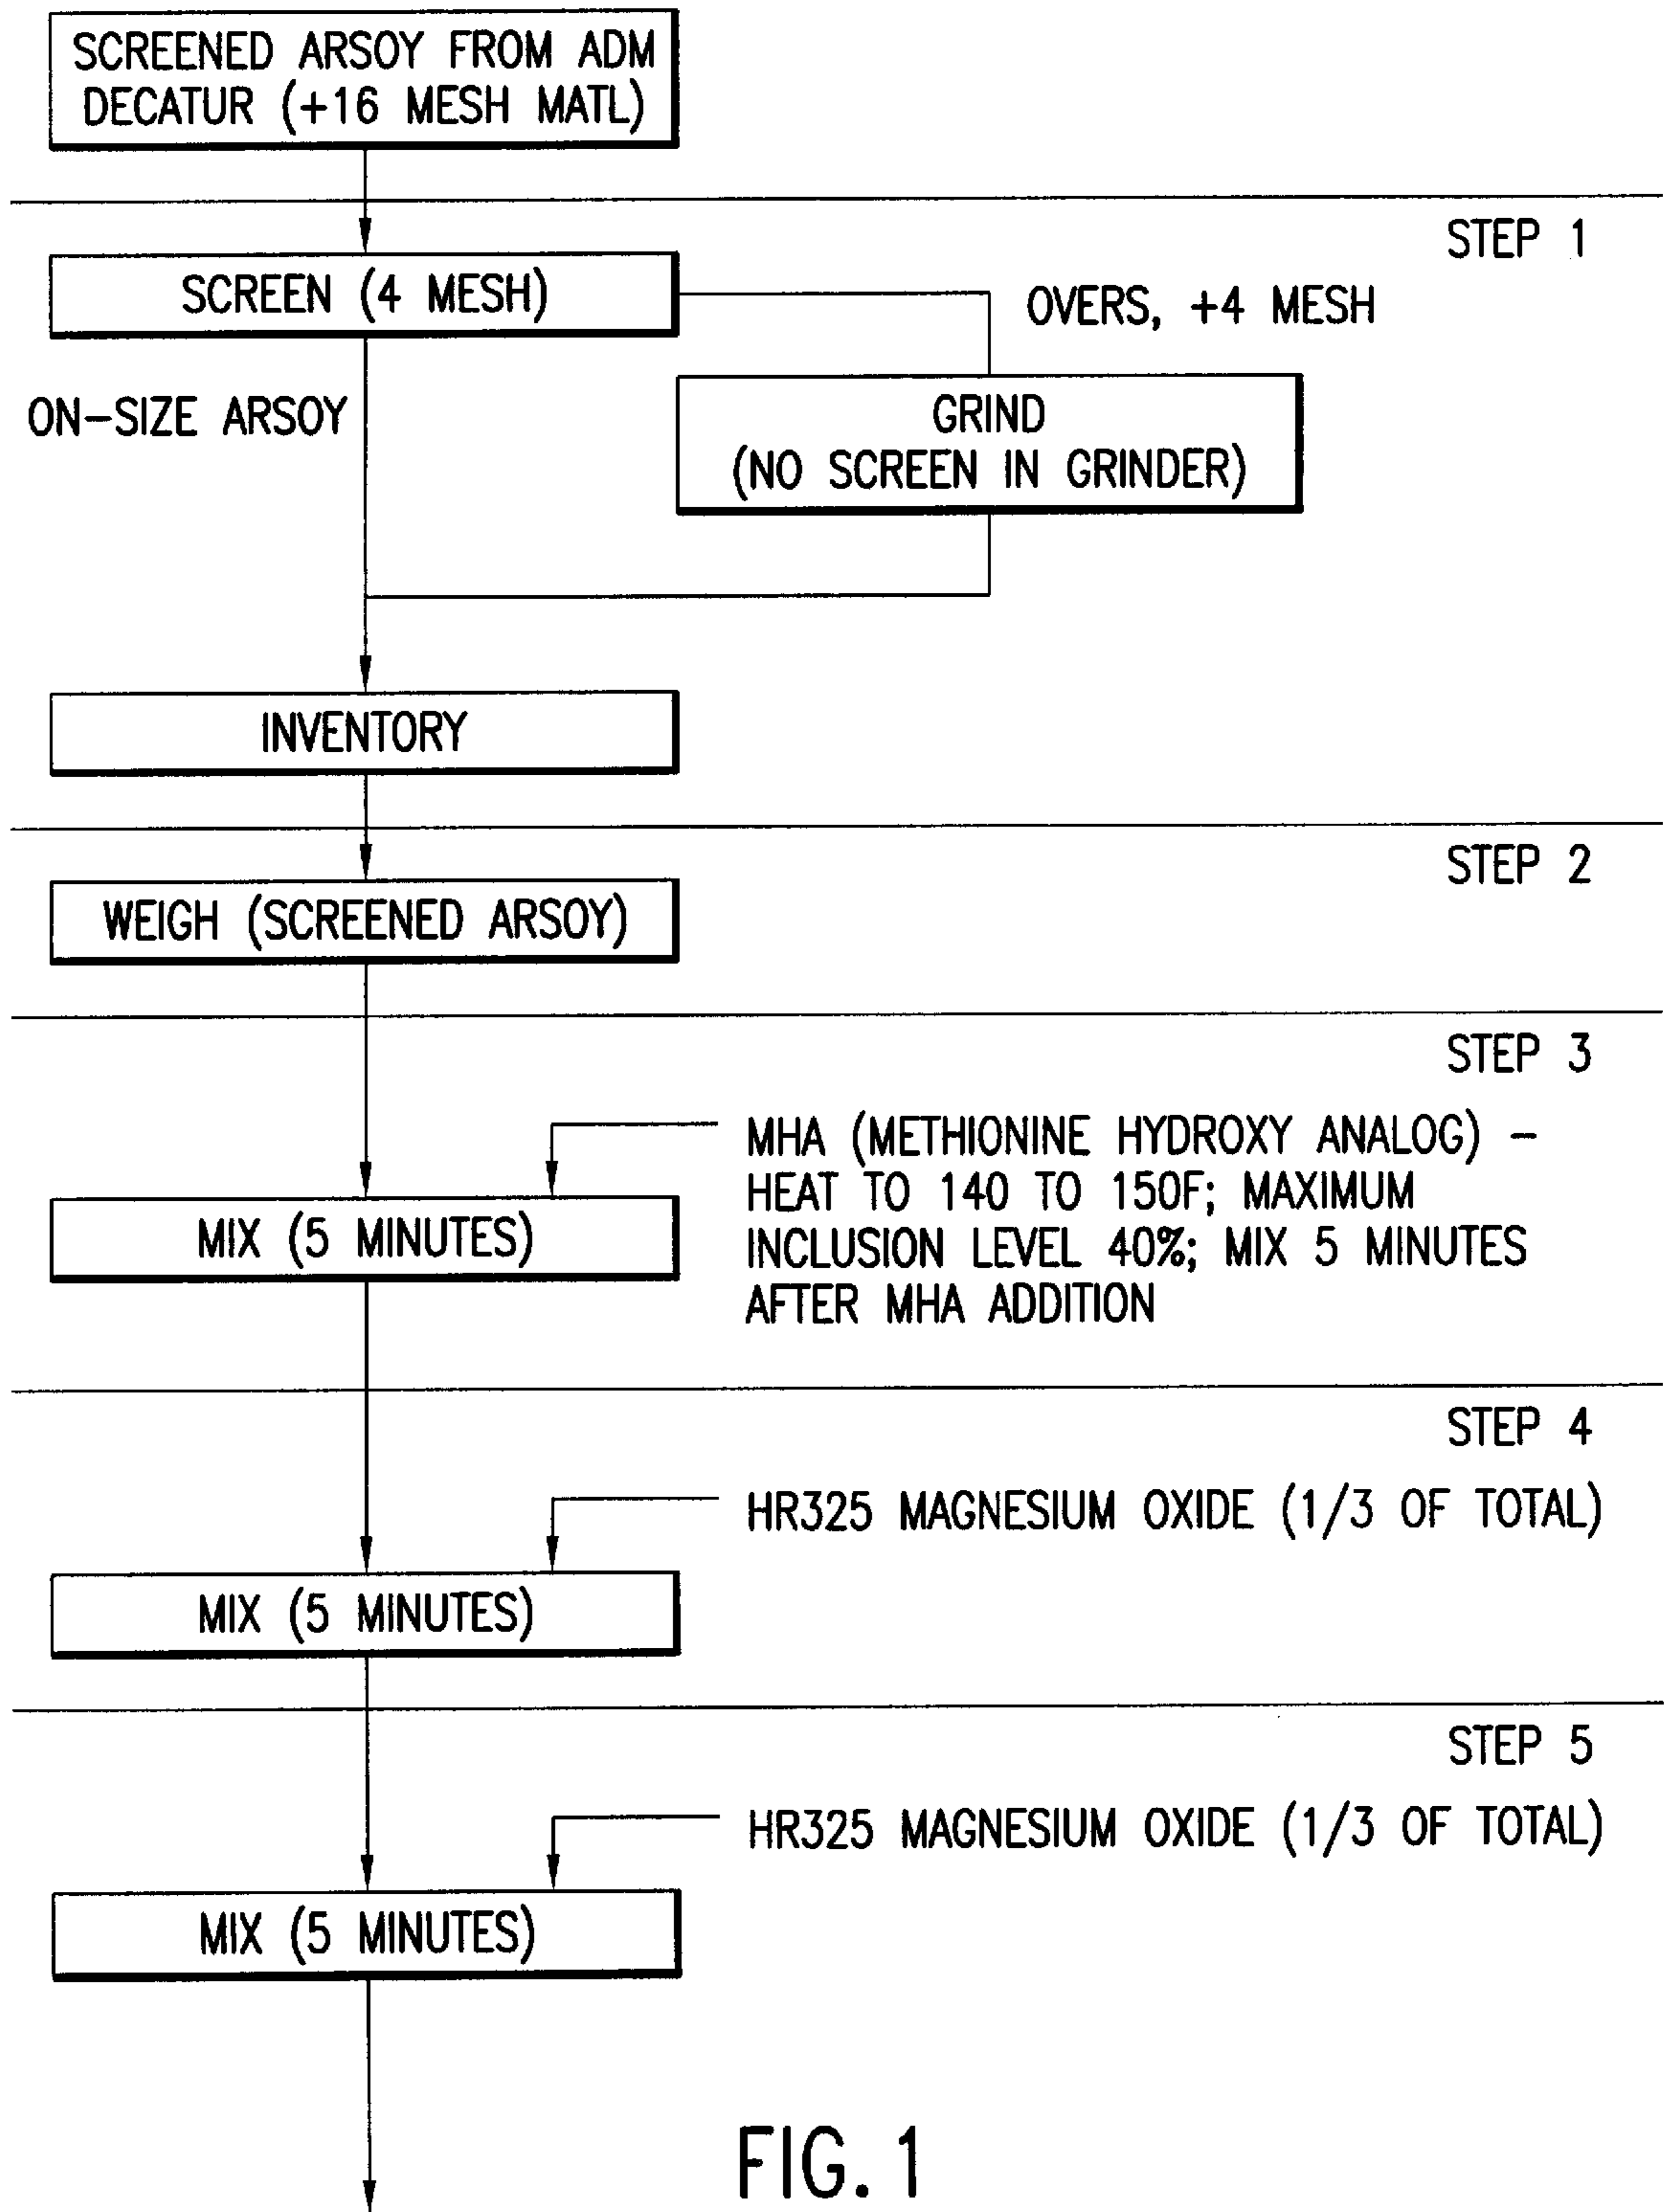 SCREENED ARSOY FROM ADM
DECATUR (+16 MESH MATL)
STEP 1
SCREEN (4 MESH)
OVERS, +4 MESH
ON-SIZE ARSOY
GRIND
(NO SCREEN IN GRINDER)
INVENTORY
STEP 2
WEIGH (SCREENED ARSOY)
STEP 3
MHA (METHIONINE HYDROXY ANALOG) –
HEAT TO 140 TO 150F; MAXIMUM
INCLUSION LEVEL 40%; MIX 5 MINUTES
AFTER MHA ADDITION
MIX (5 MINUTES)
STEP 4
HR325 MAGNESIUM OXIDE (1/3 OF TOTAL)
MIX (5 MINUTES)
STEP 5
HR325 MAGNESIUM OXIDE (1/3 OF TOTAL)
MIX (5 MINUTES)
FIG. 1